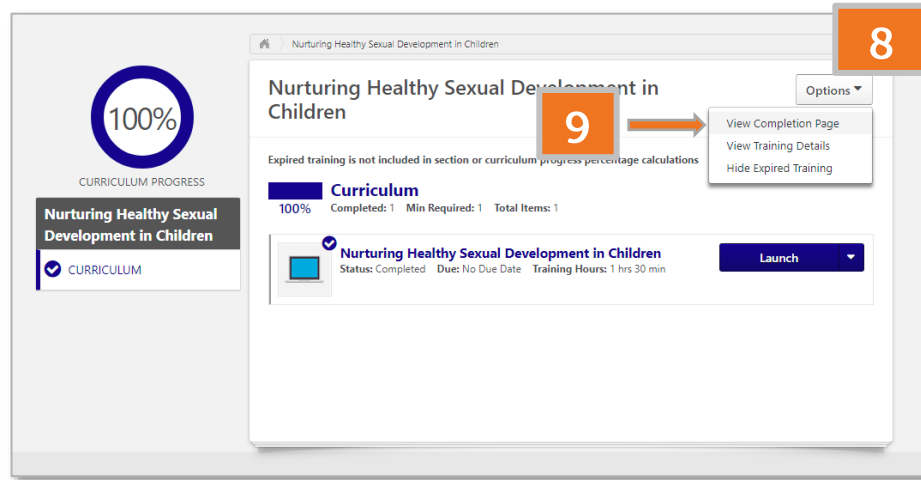 Nurturing Healthy Sexual Development in Children
8
Nurturing Healthy Sexual Development in
Children
Options
9
View Completion Page
View Training Details
Hide Expired Training
100%
CURRICULUM PROGRESS
Nurturing Healthy Sexual
Development in Children
CURRICULUM
Expired training is not included in section or curriculum progress percentage calculations
Curriculum
100% Completed: 1 Min Required: 1 Total Items: 1
Nurturing Healthy Sexual Development in Children
Status: Completed Due: No Due Date Training Hours: 1 hrs 30 min
Launch